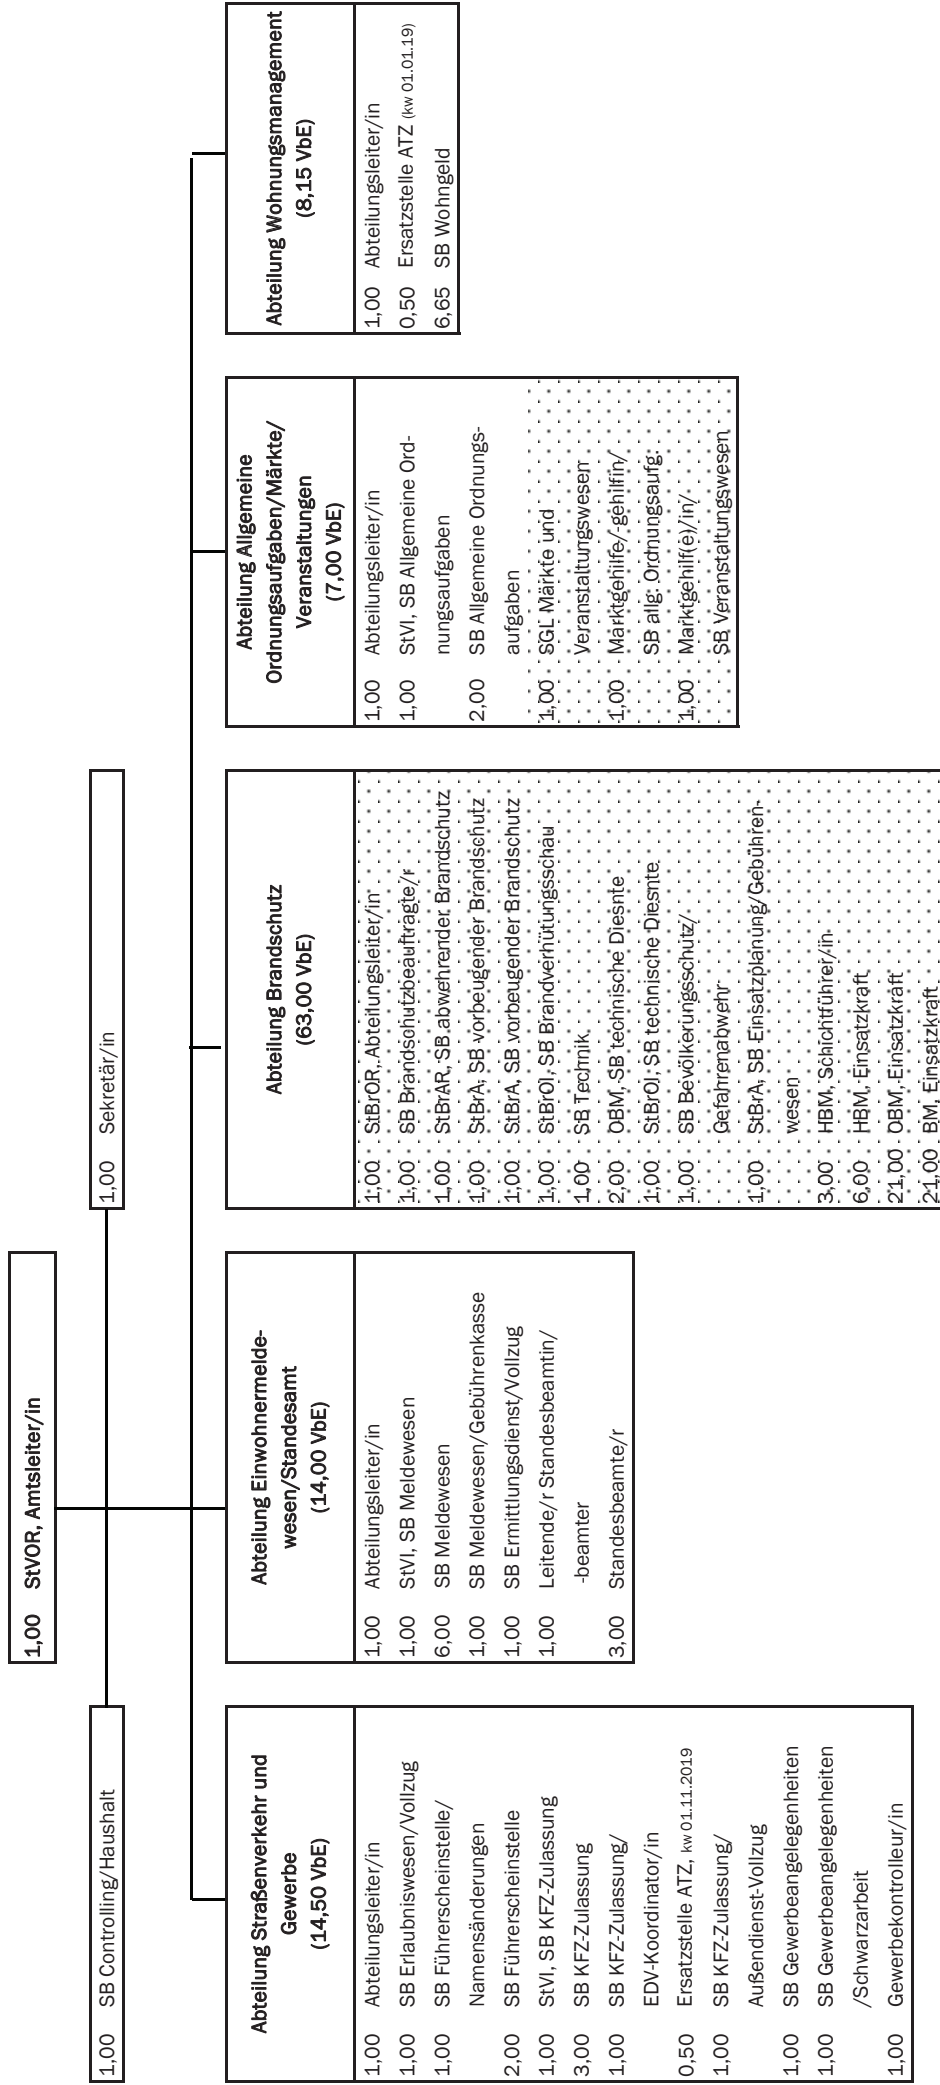 1,00 StVOR, Amtsleiter/in
1,00 SB Controlling/Haushalt
1,00 Sekretär/in
Abteilung Straßenverkehr und
Gewerbe
(14,50 VbE)
1,00 Abteilungsleiter/in
1,00 SB Erlaubniswesen/Vollzug
1,00 SB Führerscheinstelle/
Namensänderungen
2,00 SB Führerscheinstelle
1,00 StVI, SB KFZ-Zulassung
3,00 SB KFZ-Zulassung
1,00 SB KFZ-Zulassung/
EDV-Koordinator/in
0,50 Ersatzstelle ATZ, kw 01.11.2019
1,00 SB KFZ-Zulassung/
Außendienst-Vollzug
1,00 SB Gewerbeangelegenheiten
1,00 SB Gewerbeangelegenheiten
/Schwarzarbeit
1,00 Gewerbekontrolleur/in
Abteilung Einwohnermelde-
wesen/Standesamt
(14,00 VbE)
1,00 Abteilungsleiter/in
1,00 StVI, SB Meldewesen
6,00 SB Meldewesen
1,00 SB Meldewesen/Gebührenkasse
1,00 SB Ermittlungsdienst/Vollzug
1,00 Leitende/r Standesbeamtin/
-beamter
3,00 Standesbeamte/r
Abteilung Brandschutz
(63,00 VbE)
1,00 StBrOR, Abteilungsleiter/in
1,00 SB Brandschutzbeauftragte/r
1,00 StBrAR, SB abwehrender Brandschutz
1,00 StBrA, SB vorbeugender Brandschutz
1,00 StBrA, SB vorbeugender Brandschutz
1,00 StBrOI, SB Brandverhütungsschau
1,00 SB Technik
2,00 OBM, SB technische Diesnte
1,00 StBrOI, SB technische Diesnte
1,00 SB Bevölkerungsschutz/
Gefahrenabwehr
1,00 StBrA, SB Einsatzplanung/Gebühren-
wesen
3,00 HBM, Schichtführer/in
6,00 HBM, Einsatzkraft
21,00 OBM, Einsatzkraft
21,00 BM, Einsatzkraft
Abteilung Allgemeine
Ordnungsaufgaben/Märkte/
Veranstaltungen
(7,00 VbE)
1,00 Abteilungsleiter/in
1,00 StVI, SB Allgemeine Ord-
nungsaufgaben
2,00 SB Allgemeine Ordnungs-
aufgaben
1,00 SGL Märkte und
Veranstaltungswesen
1,00 Marktgehilfe/-gehilfin/
SB allg. Ordnungsaufg.
1,00 Marktgehilf(e)/in/
SB Veranstaltungswesen
Abteilung Wohnungsmanagement
(8,15 VbE)
1,00 Abteilungsleiter/in
0,50 Ersatzstelle ATZ (kw 01.01.19)
6,65 SB Wohngeld